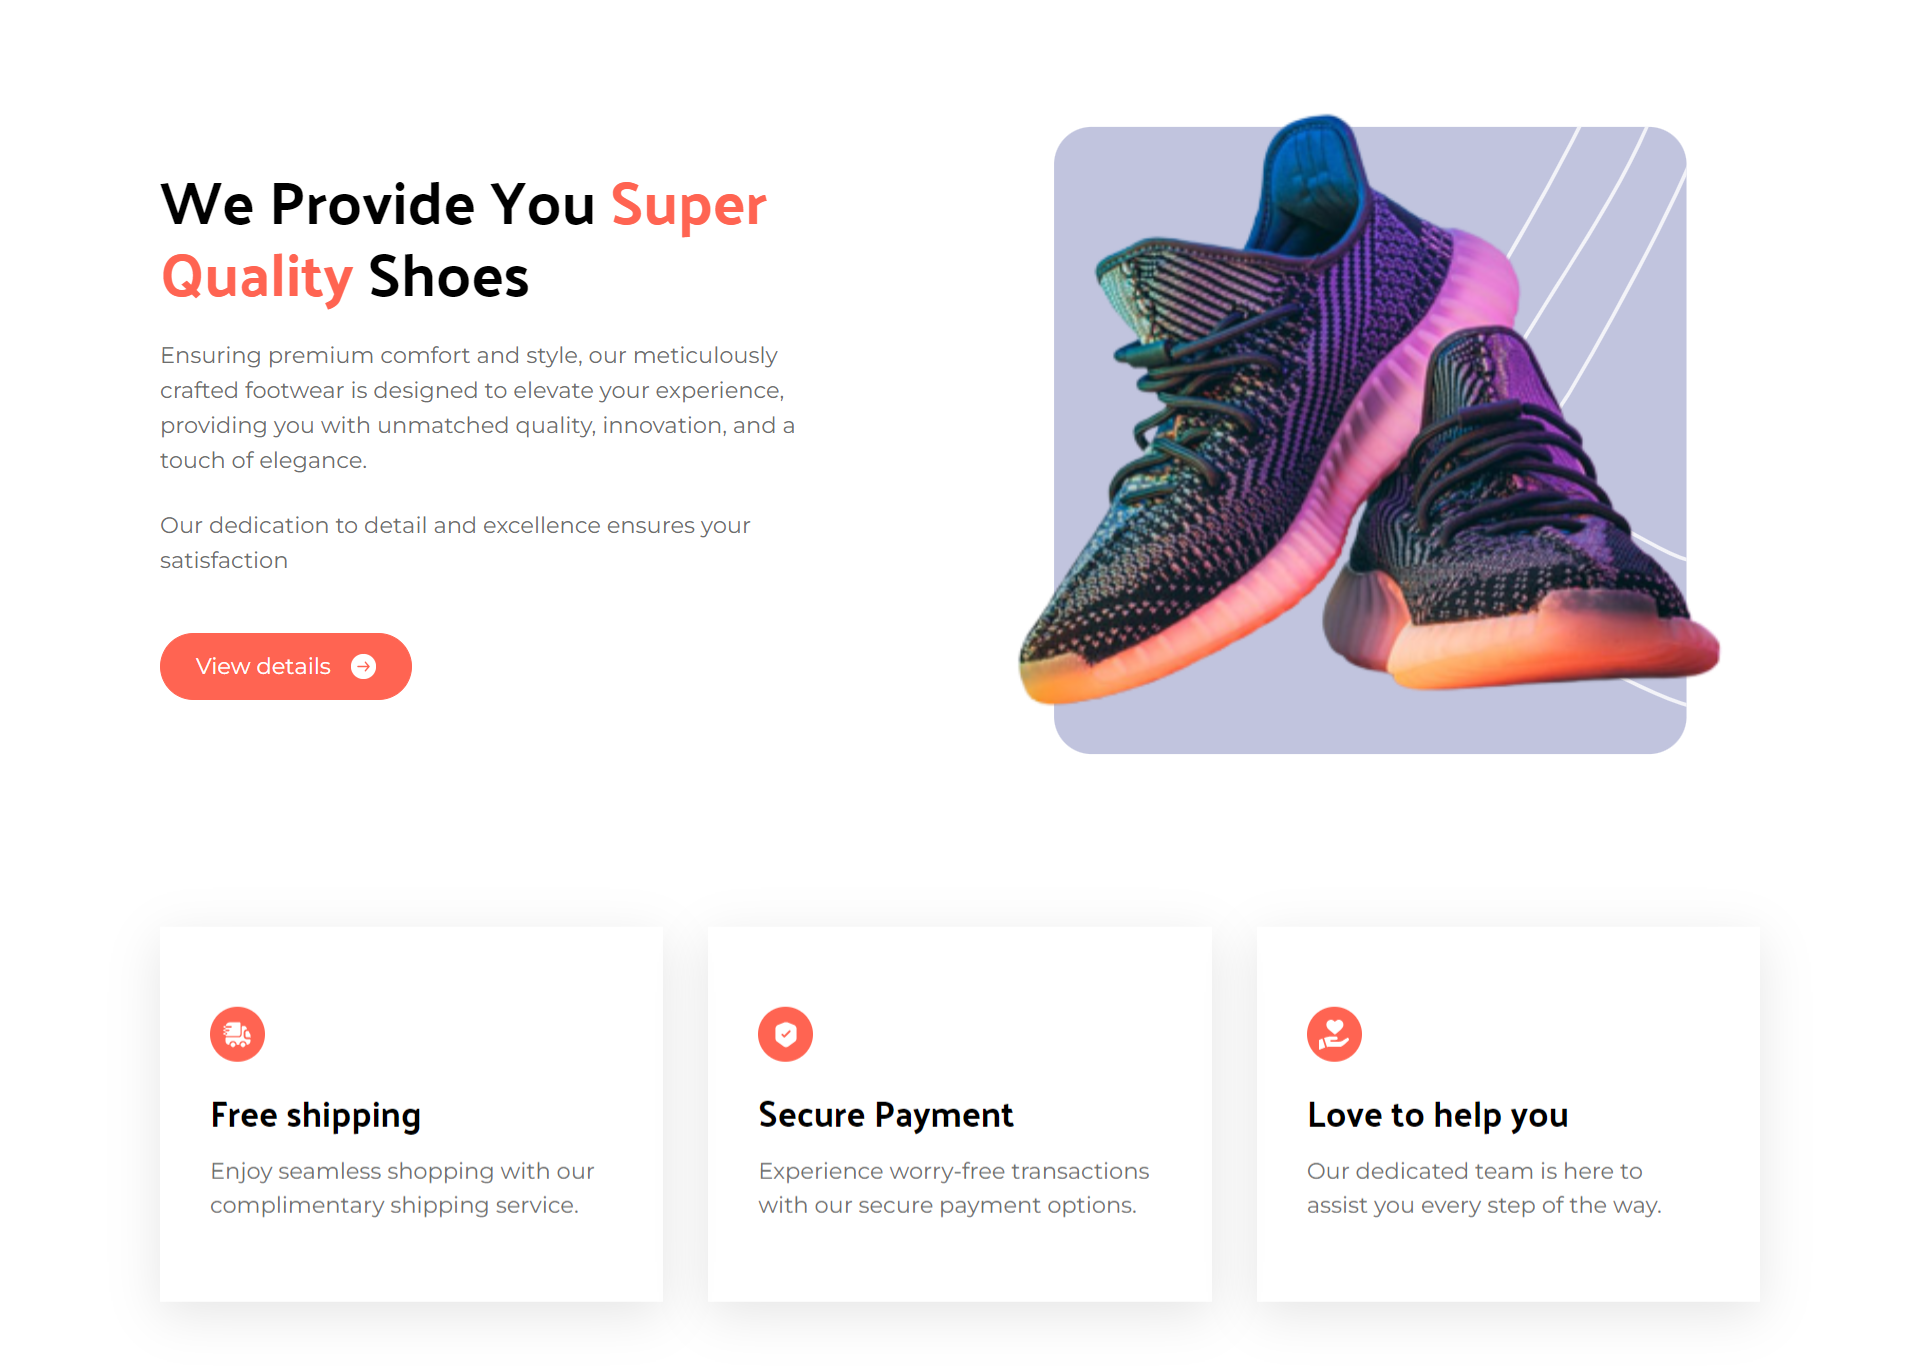 We Provide You Super
Quality Shoes
Ensuring premium comfort and style, our meticulously
crafted footwear is designed to elevate your experience,
providing you with unmatched quality, innovation, and a
touch of elegance.
Our dedication to detail and excellence ensures your
satisfaction
View details
Free shipping
Enjoy seamless shopping with our
complimentary shipping service.
Secure Payment
Experience worry-free transactions
with our secure payment options.
Love to help you
Our dedicated team is here to
assist you every step of the way.